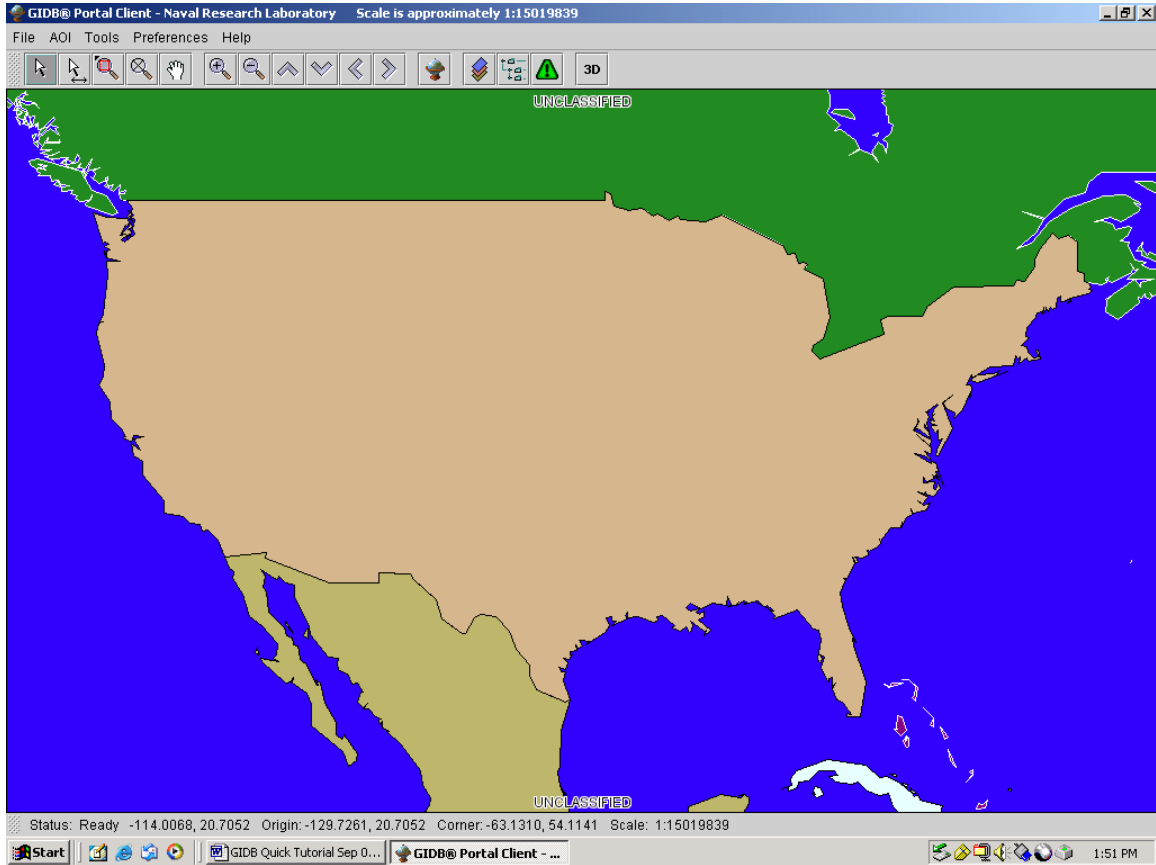 GIDB® Portal Client - Naval Research Laboratory Scale is approximately 1:15019839
File AOI Tools Preferences Help
3D
UNCLASSIFIED
UNCLASSIFIED
Status: Ready -114.0068, 20.7052 Origin:-129.7261, 20.7052 Corner:-63.1310, 54.1141 Scale: 1:15019839
Start GIDB Quick Tutorial Sep 0... GIDB® Portal Client - ... 1:51 PM